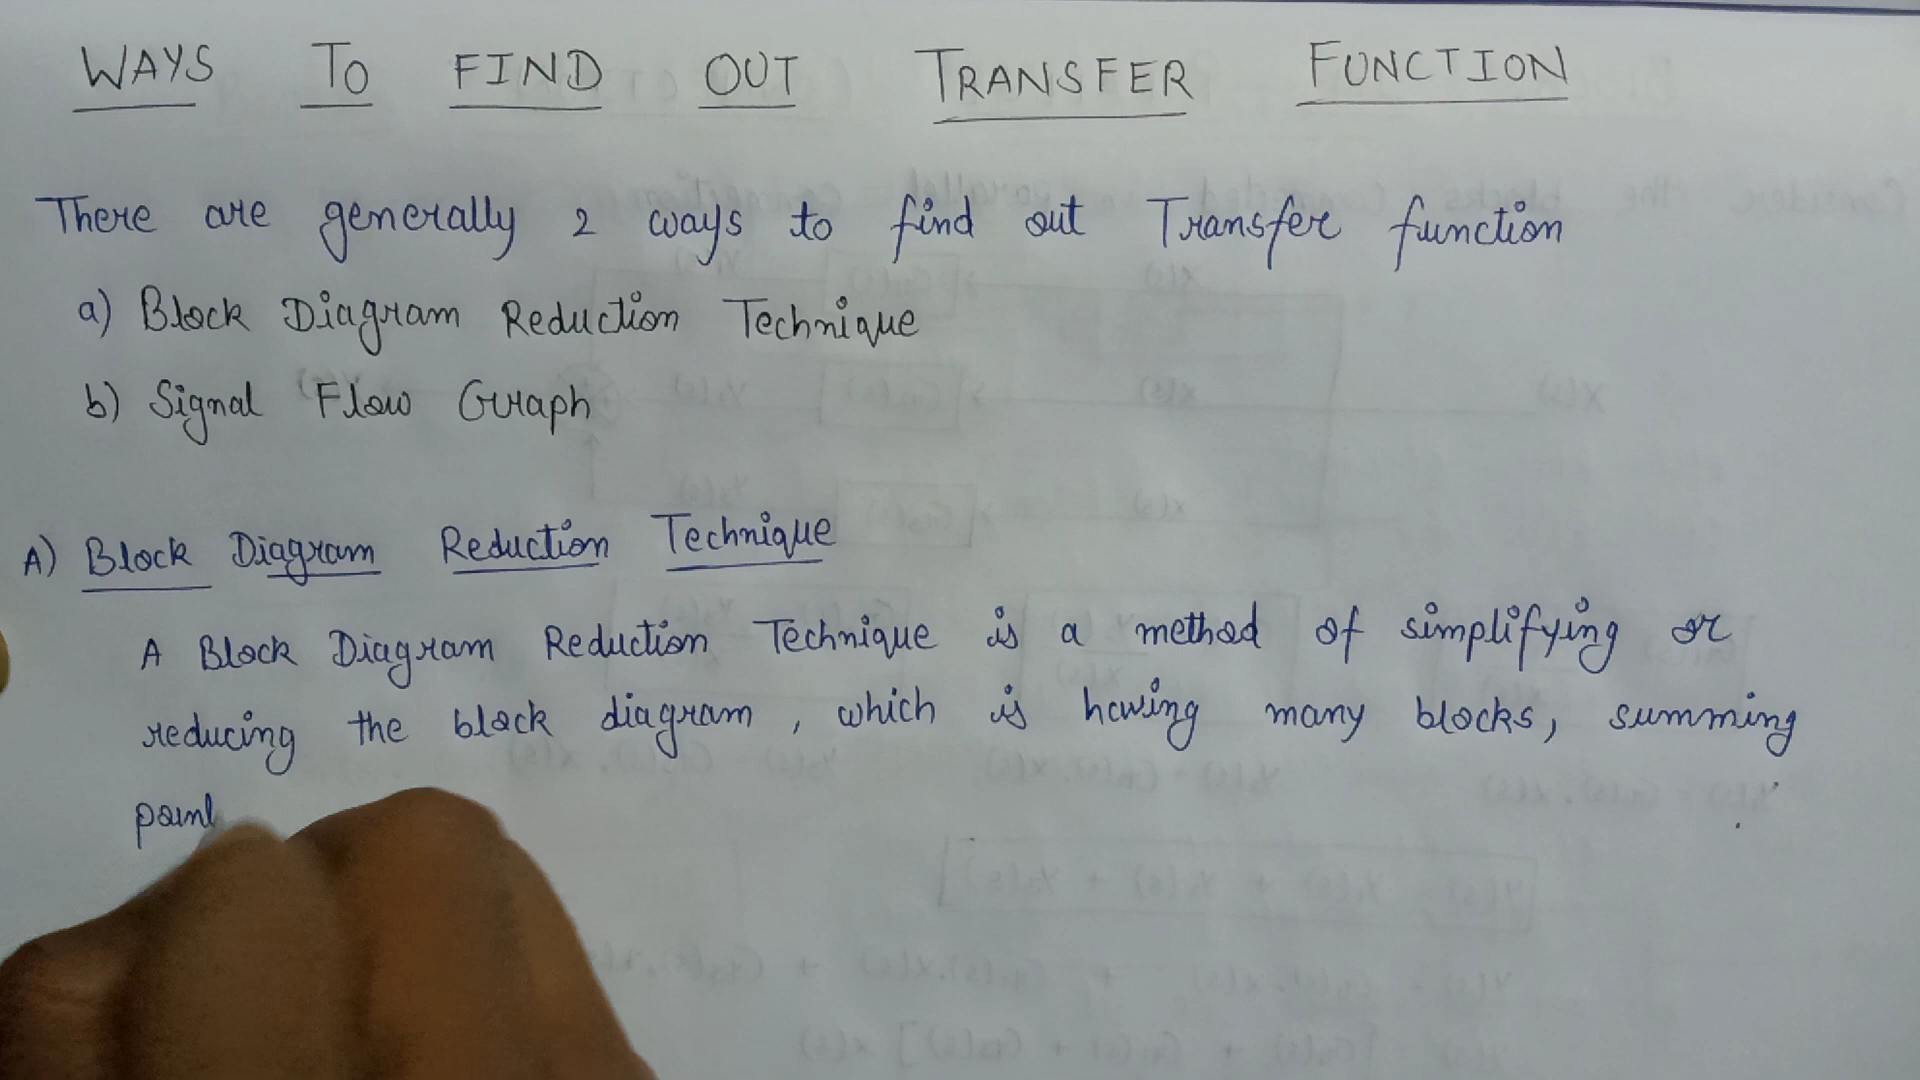 WAYS TO FIND OUT TRANSFER FUNCTION
There are generally 2 ways to find out Transfer function
a) Block Diagram Reduction Technique
b) Signal Flow Graph
A) Block Diagram Reduction Technique
A Block Diagram Reduction Technique is a method of simplifying or
reducing the block diagram, which is having many blocks, summing
point